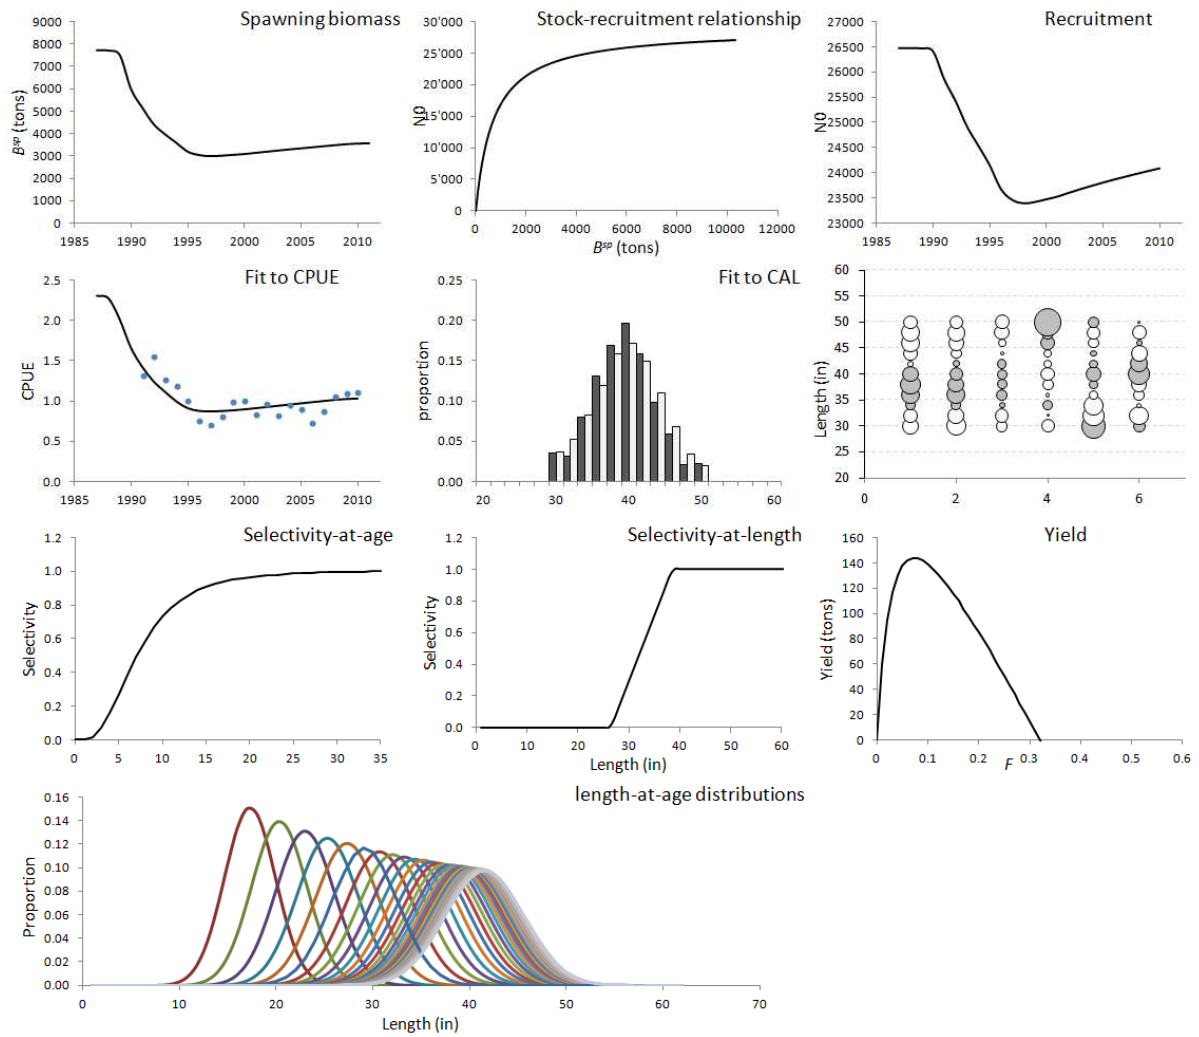 Spawning biomass
9000
8000
7000
6000
5000
4000
3000
2000
1000
0
Bsp (tons)
1985 1990 1995 2000 2005 2010
Stock-recruitment relationship
30'000
25'000
20'000
15'000
10'000
5'000
0
N0
0 2000 4000 6000 8000 10000 12000
Bsp (tons)
Recruitment
27000
26500
26000
25500
25000
24500
24000
23500
23000
N0
1985 1990 1995 2000 2005 2010
Fit to CPUE
2.5
2.0
1.5
1.0
0.5
0.0
CPUE
1985 1990 1995 2000 2005 2010
Fit to CAL
0.25
0.20
0.15
0.10
0.05
0.00
proportion
20 30 40 50 60
60
55
50
45
40
35
30
25
20
Length (in)
0 2 4 6
Selectivity-at-age
1.2
1.0
0.8
0.6
0.4
0.2
0.0
Selectivity
0 5 10 15 20 25 30 35
Selectivity-at-length
1.2
1.0
0.8
0.6
0.4
0.2
0.0
Selectivity
0 10 20 30 40 50 60
Length (in)
Yield
160
140
120
100
80
60
40
20
0
Yield (tons)
0 0.1 0.2 0.3 0.4 0.5 0.6
F
length-at-age distributions
0.16
0.14
0.12
0.10
0.08
0.06
0.04
0.02
0.00
Proportion
0 10 20 30 40 50 60 70
Length (in)